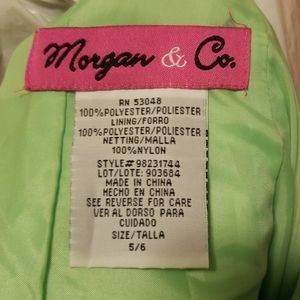 Morgan & Co.
RN 53048
100%POLYESTER/POLIESTER
LINING/FORRO
100%POLYESTER/POLIESTER
NETTING/MALLA
100%NYLON
STYLE# 98231744
LOT/LOTE: 903684
MADE IN CHINA
HECHO EN CHINA
SEE REVERSE FOR CARE
VER AL DORSO PARA
CUIDADO
SIZE/TALLA
5/6